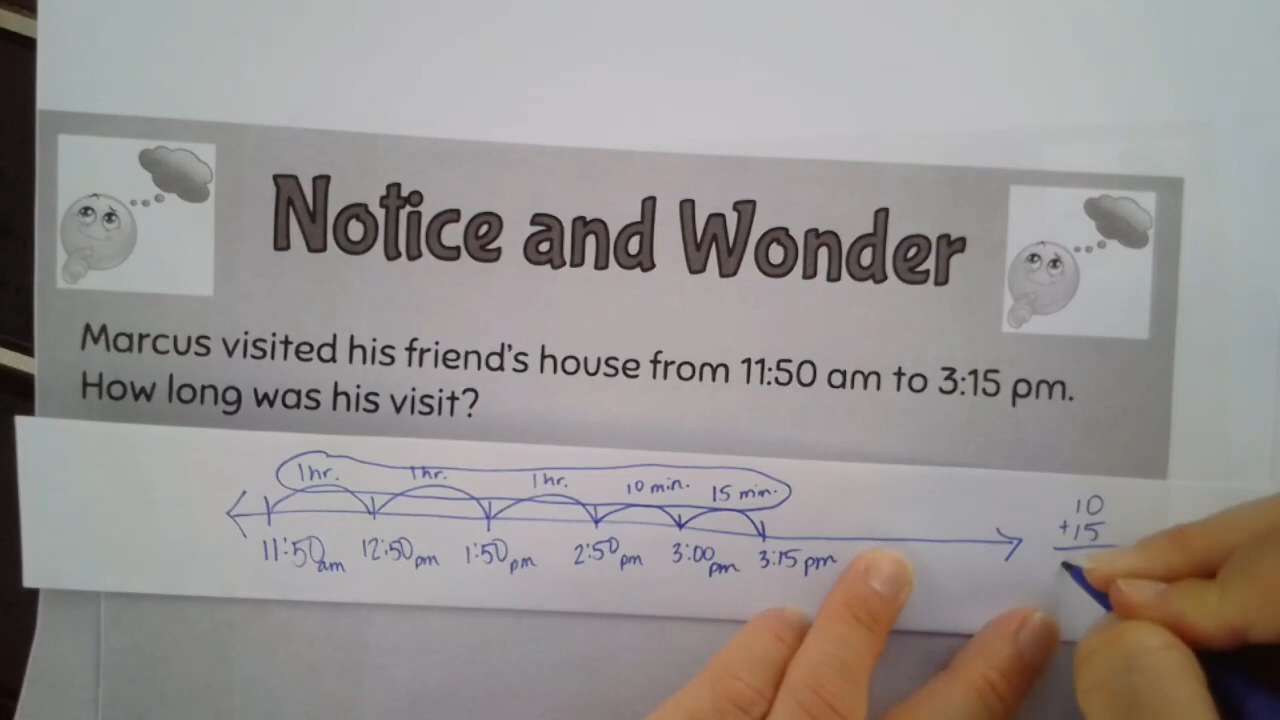 Notice and Wonder
Marcus visited his friend's house from 11:50 am to 3:15 pm.
How long was his visit?
1hr. 1hr. 1hr. 10 min. 15 min.
11:50 am 12:50 pm 1:50 pm 2:50 pm 3:00 pm 3:15 pm
10
+15